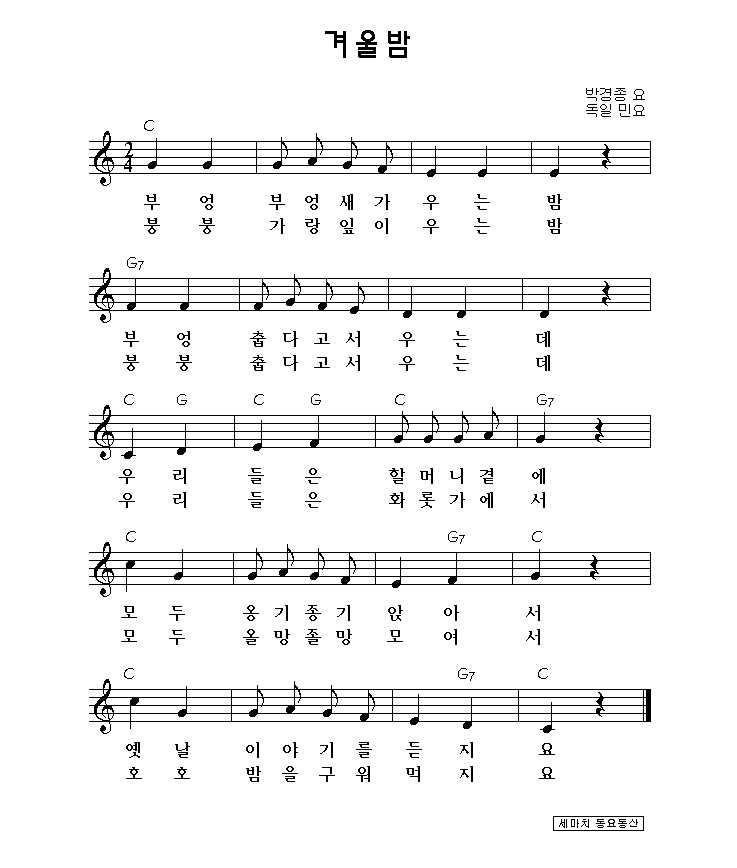 겨울밤
박경종 요
독일 민요
C
2
4
부 엉 부 엉 새 가 우 는 밤
붕 붕 가 랑 잎 이 우 는 밤
G7
부 엉 춥 다 고 서 우 는 데
붕 붕 춥 다 고 서 우 는 데
C G C G C G7
우 리 들 은 할 머 니 곁 에
우 리 들 은 화 롯 가 에 서
C G7 C
모 두 옹 기 종 기 앉 아 서
모 두 올 망 졸 망 모 여 서
C G7 C
옛 날 이 야 기 를 듣 지 요
호 호 밤 을 구 워 먹 지 요
세마치 동요동산